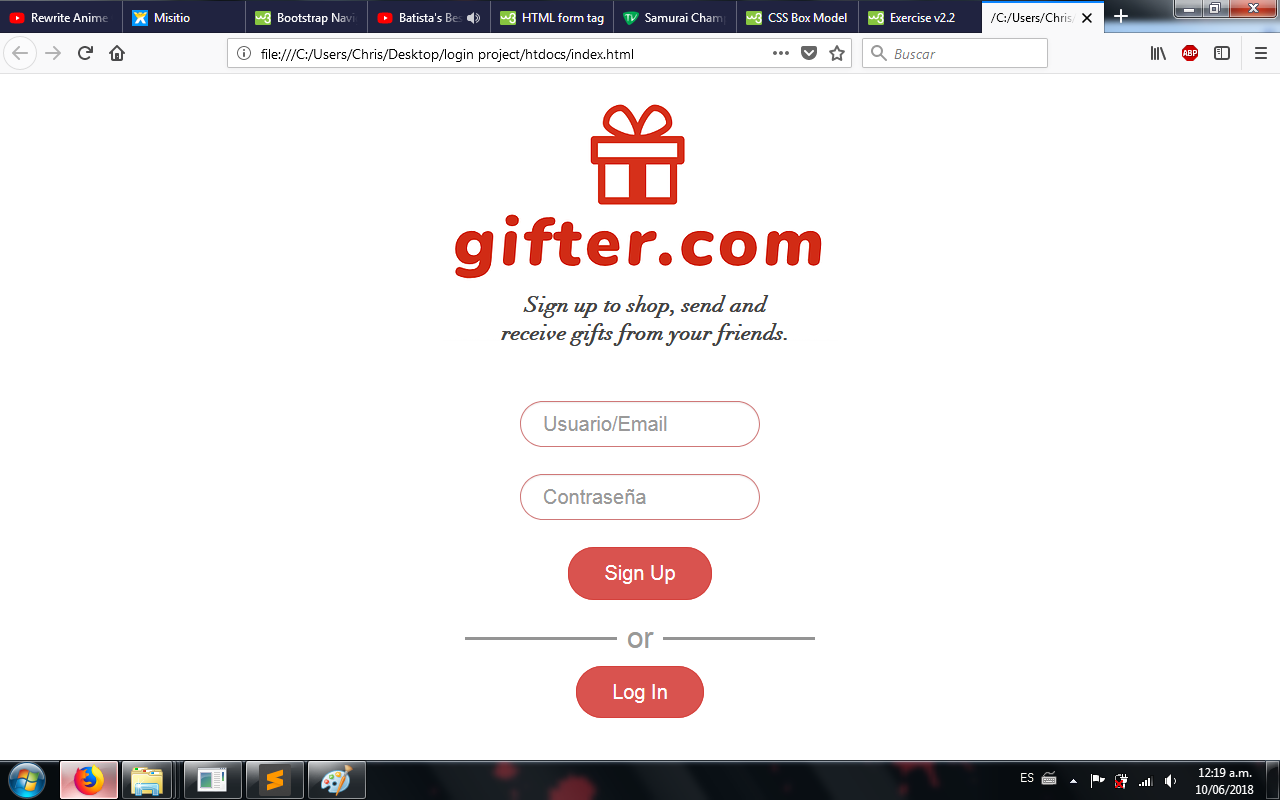 Rewrite Anime
Misitio
Bootstrap Navi
Batista's Bes
HTML form tag
Samurai Champ
CSS Box Model
Exercise v2.2
/C:/Users/Chris/
file:///C:/Users/Chris/Desktop/login project/htdocs/index.html
Buscar
ABP
gifter.com
Sign up to shop, send and
receive gifts from your friends.
Usuario/Email
Contraseña
Sign Up
or
Log In
ES
12:19 a.m.
10/06/2018